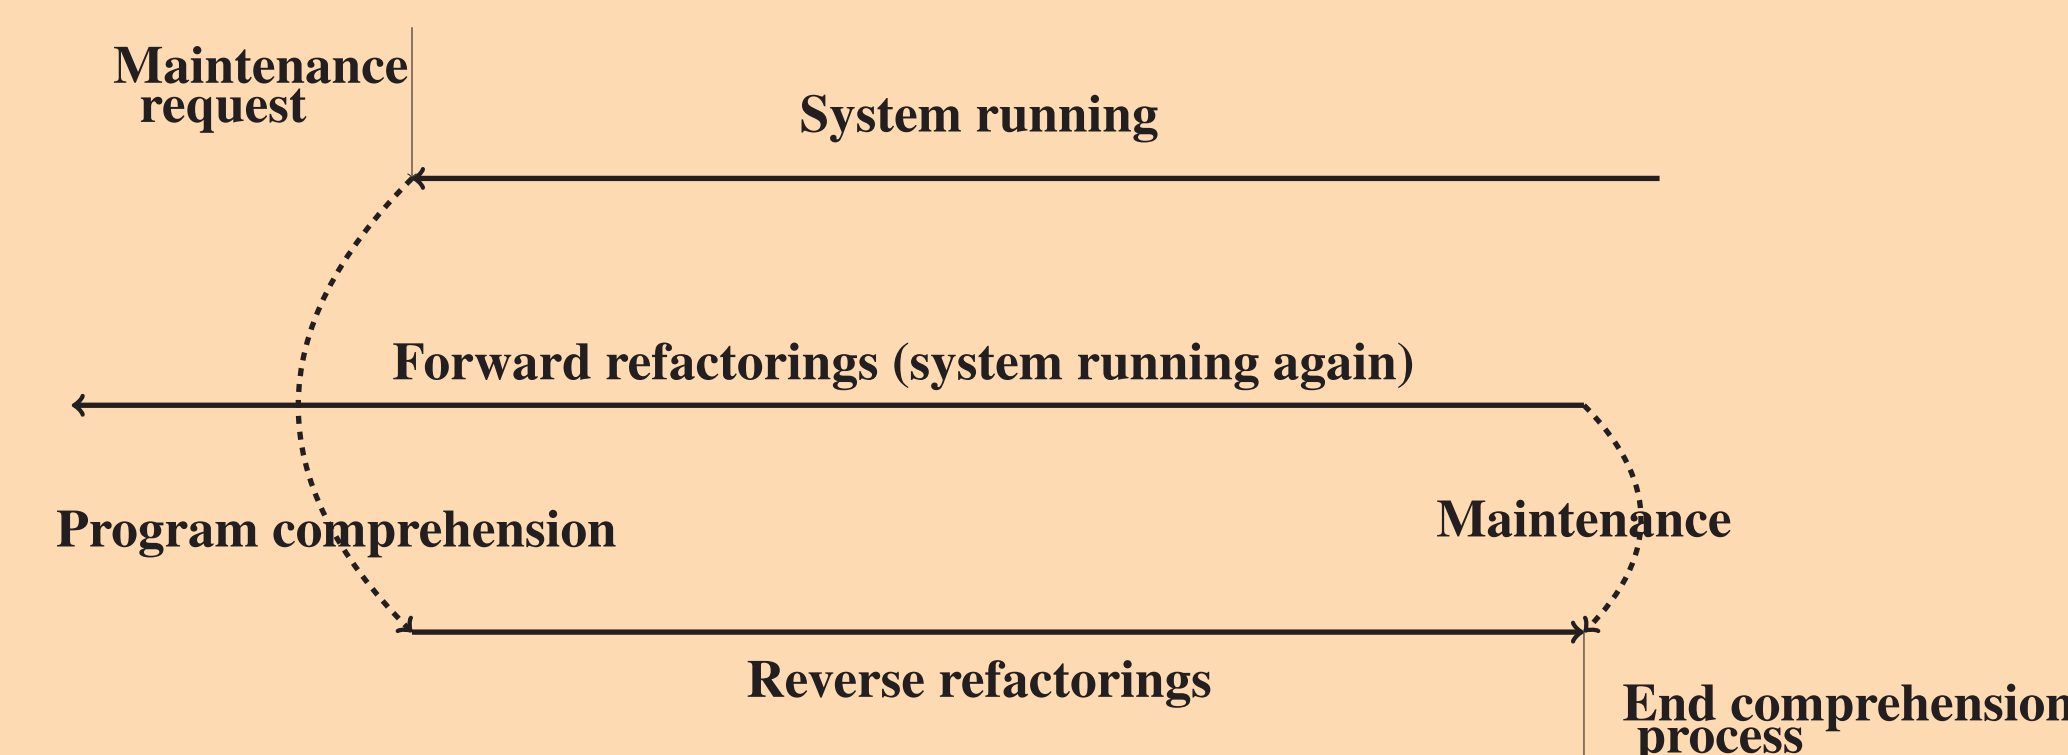 Maintenance
request
System running
Forward refactorings (system running again)
Program comprehension
Maintenance
Reverse refactorings
End comprehension
process